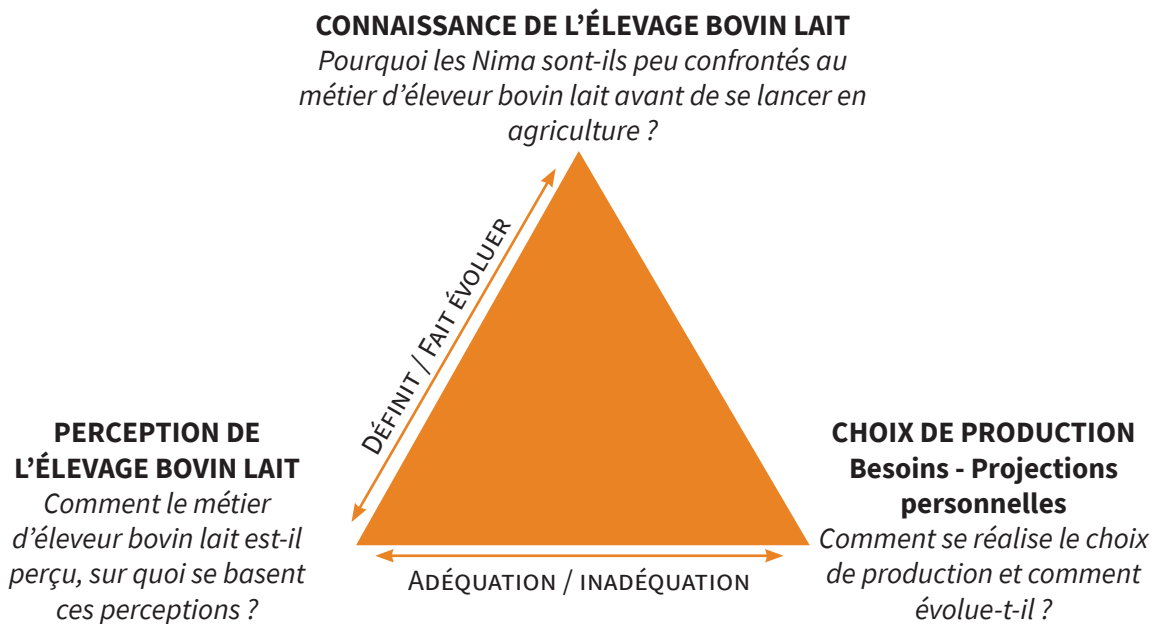 CONNAISSANCE DE L’ÉLEVAGE BOVIN LAIT
Pourquoi les Nima sont-ils peu confrontés au
métier d’éleveur bovin lait avant de se lancer en
agriculture ?
Définit / Fait évoluer
PERCEPTION DE
L’ÉLEVAGE BOVIN LAIT
Comment le métier
d’éleveur bovin lait est-il
perçu, sur quoi se basent
ces perceptions ?
Adéquation / inadéquation
CHOIX DE PRODUCTION
Besoins - Projections
personnelles
Comment se réalise le choix
de production et comment
évolue-t-il ?